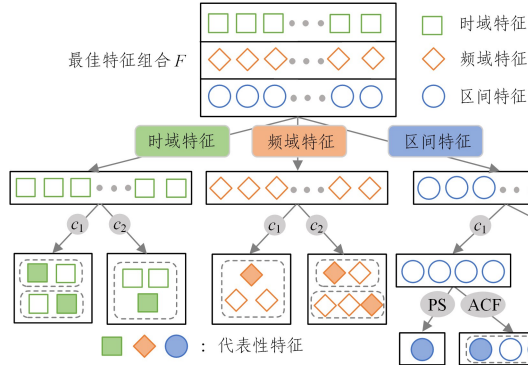 时域特征
最佳特征组合 F
频域特征
区间特征
时域特征 频域特征 区间特征
c1 c2 c1 c2 c1
PS ACF
: 代表性特征